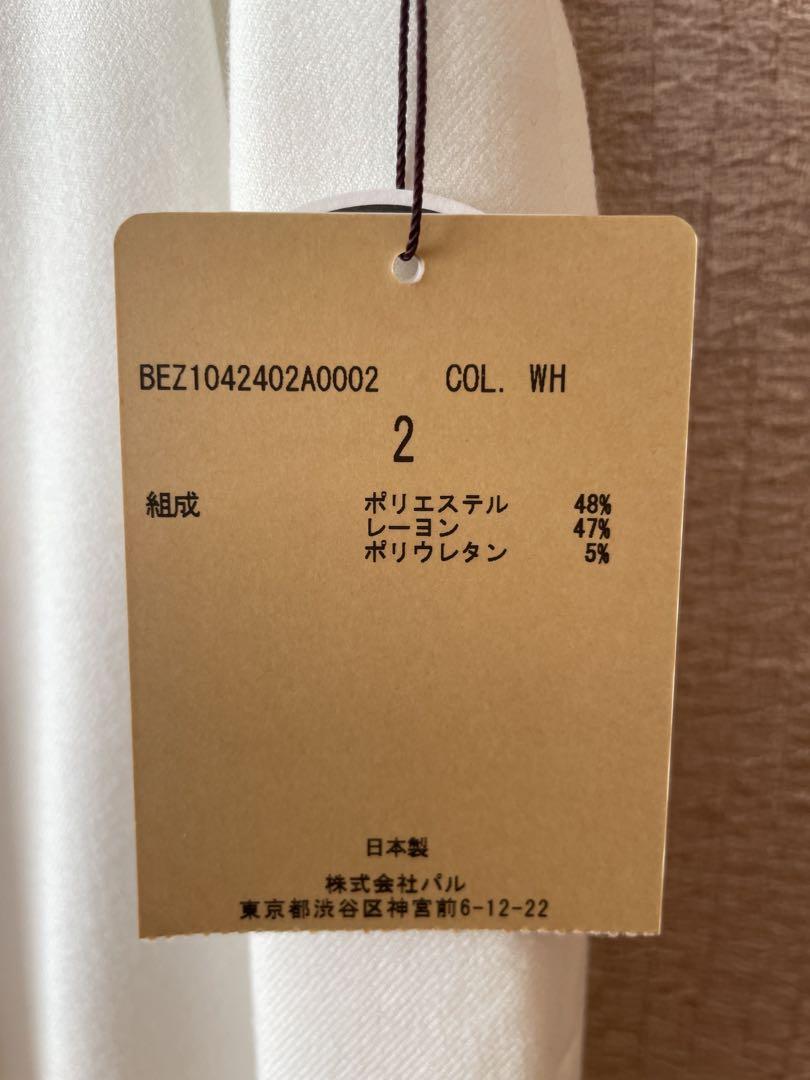 BEZ1042402A0002 COL. WH
2
組成 ポリエステル 48%
レーヨン 47%
ポリウレタン 5%
日本製
株式会社パル
東京都渋谷区神宮前6-12-22